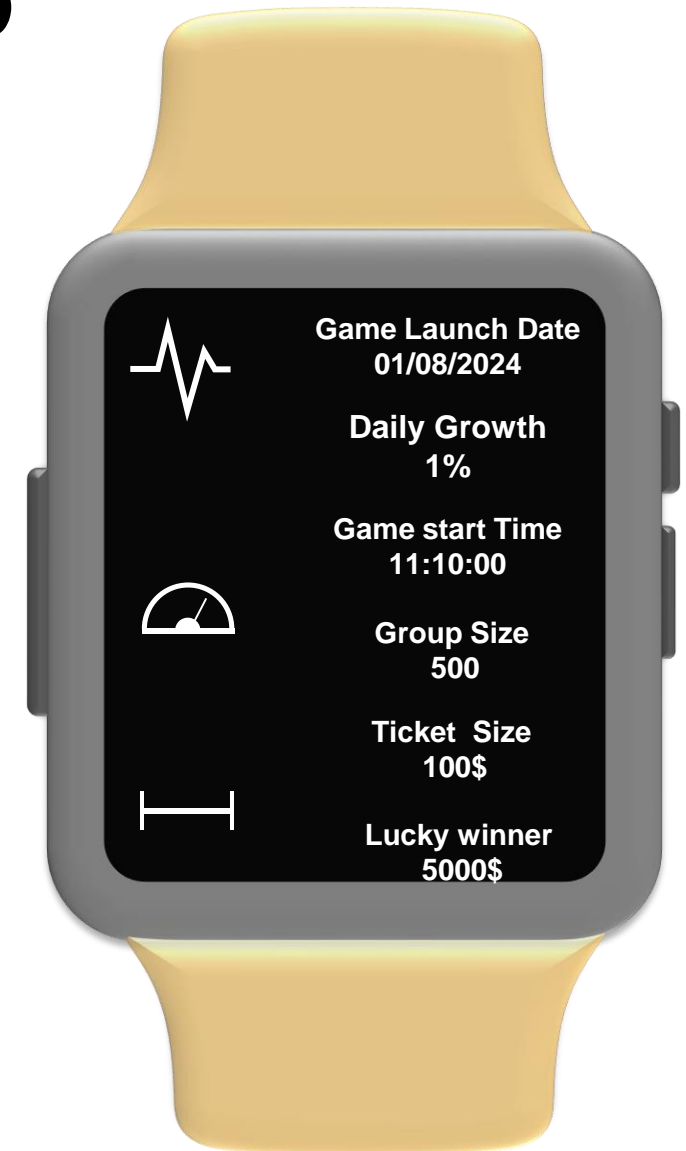 Game Launch Date
01/08/2024
Daily Growth
1%
Game start Time
11:10:00
Group Size
500
Ticket  Size
100$
Lucky winner
5000$